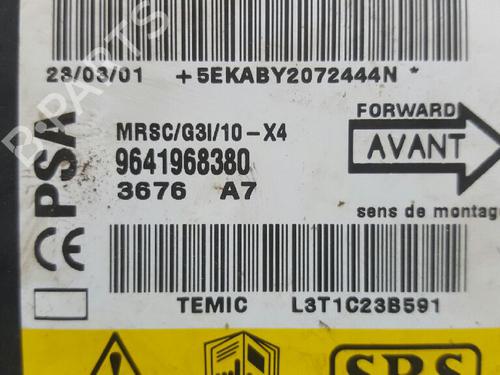 23/03/01 +5EKABY2072444N *
MRSC/G3I/10-X4
9641968380
3676 A7
FORWARD
AVANT
sens de montage
PSA
CE
TEMIC L3T1C23B591
SRS
B-PARTS